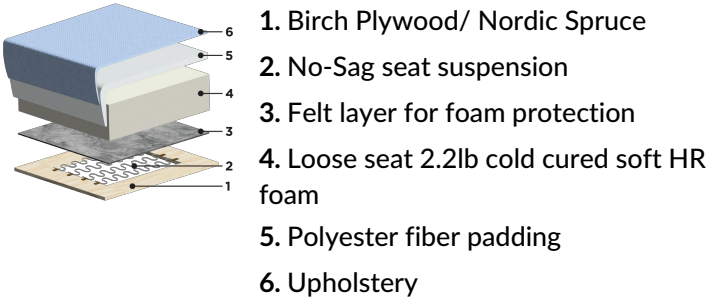 6
5
4
3
2
1
1. Birch Plywood/ Nordic Spruce
2. No-Sag seat suspension
3. Felt layer for foam protection
4. Loose seat 2.2lb cold cured soft HR
foam
5. Polyester fiber padding
6. Upholstery